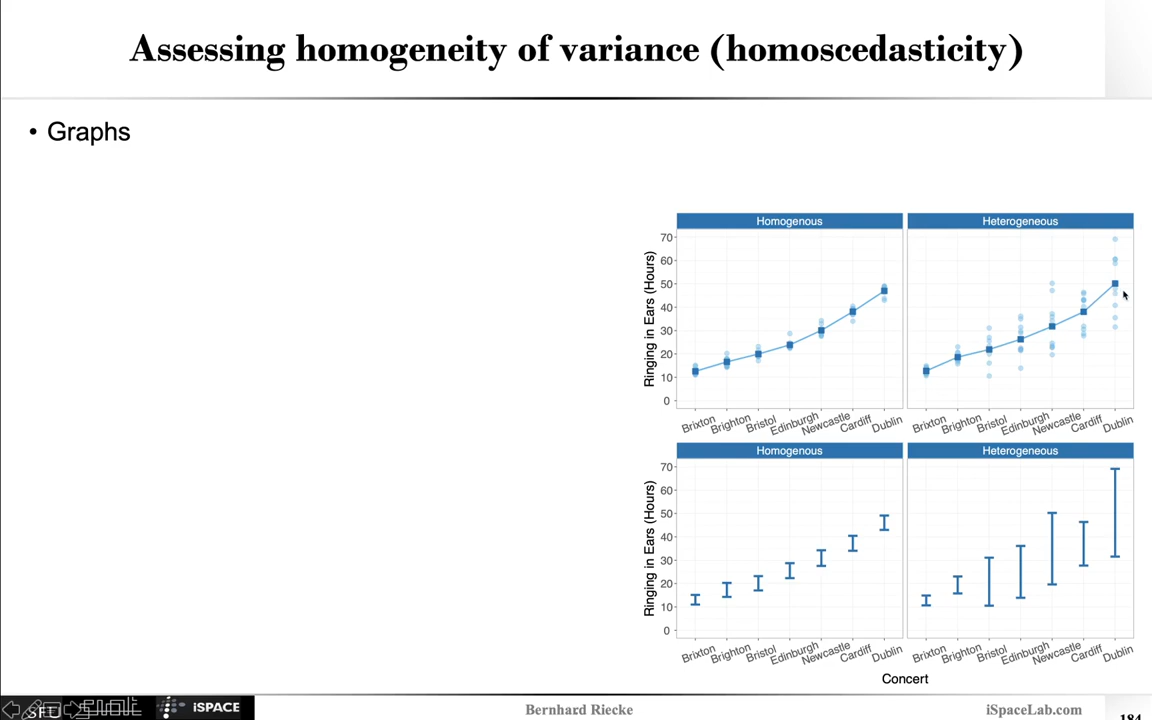 Assessing homogeneity of variance (homoscedasticity)
• Graphs
Homogenous
Heterogeneous
Ringing in Ears (Hours)
70
60
50
40
30
20
10
0
Brixton Brighton Bristol Edinburgh Newcastle Cardiff Dublin
Brixton Brighton Bristol Edinburgh Newcastle Cardiff Dublin
Homogenous
Heterogeneous
Ringing in Ears (Hours)
70
60
50
40
30
20
10
0
Brixton Brighton Bristol Edinburgh Newcastle Cardiff Dublin
Brixton Brighton Bristol Edinburgh Newcastle Cardiff Dublin
Concert
SFU
iSPACE
Bernhard Riecke
iSpaceLab.com
184